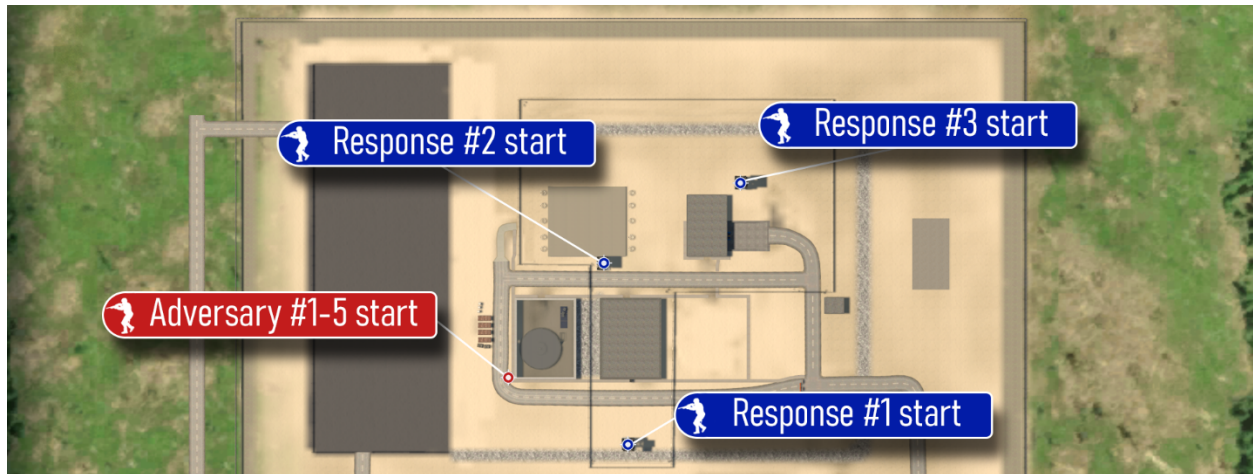 Response #2 start
Response #3 start
Adversary #1-5 start
Response #1 start